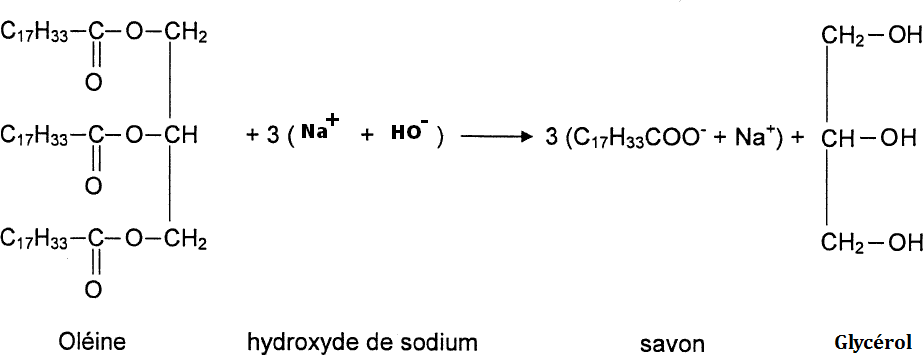 C₁₇H₃₃–C–O–CH₂
O
CH₂–OH
C₁₇H₃₃–C–O–CH + 3 ( Na⁺ + HO⁻ ) ⟶ 3 (C₁₇H₃₃COO⁻ + Na⁺) + CH–OH
O
C₁₇H₃₃–C–O–CH₂
CH₂–OH
O
Oléine hydroxyde de sodium savon Glycérol